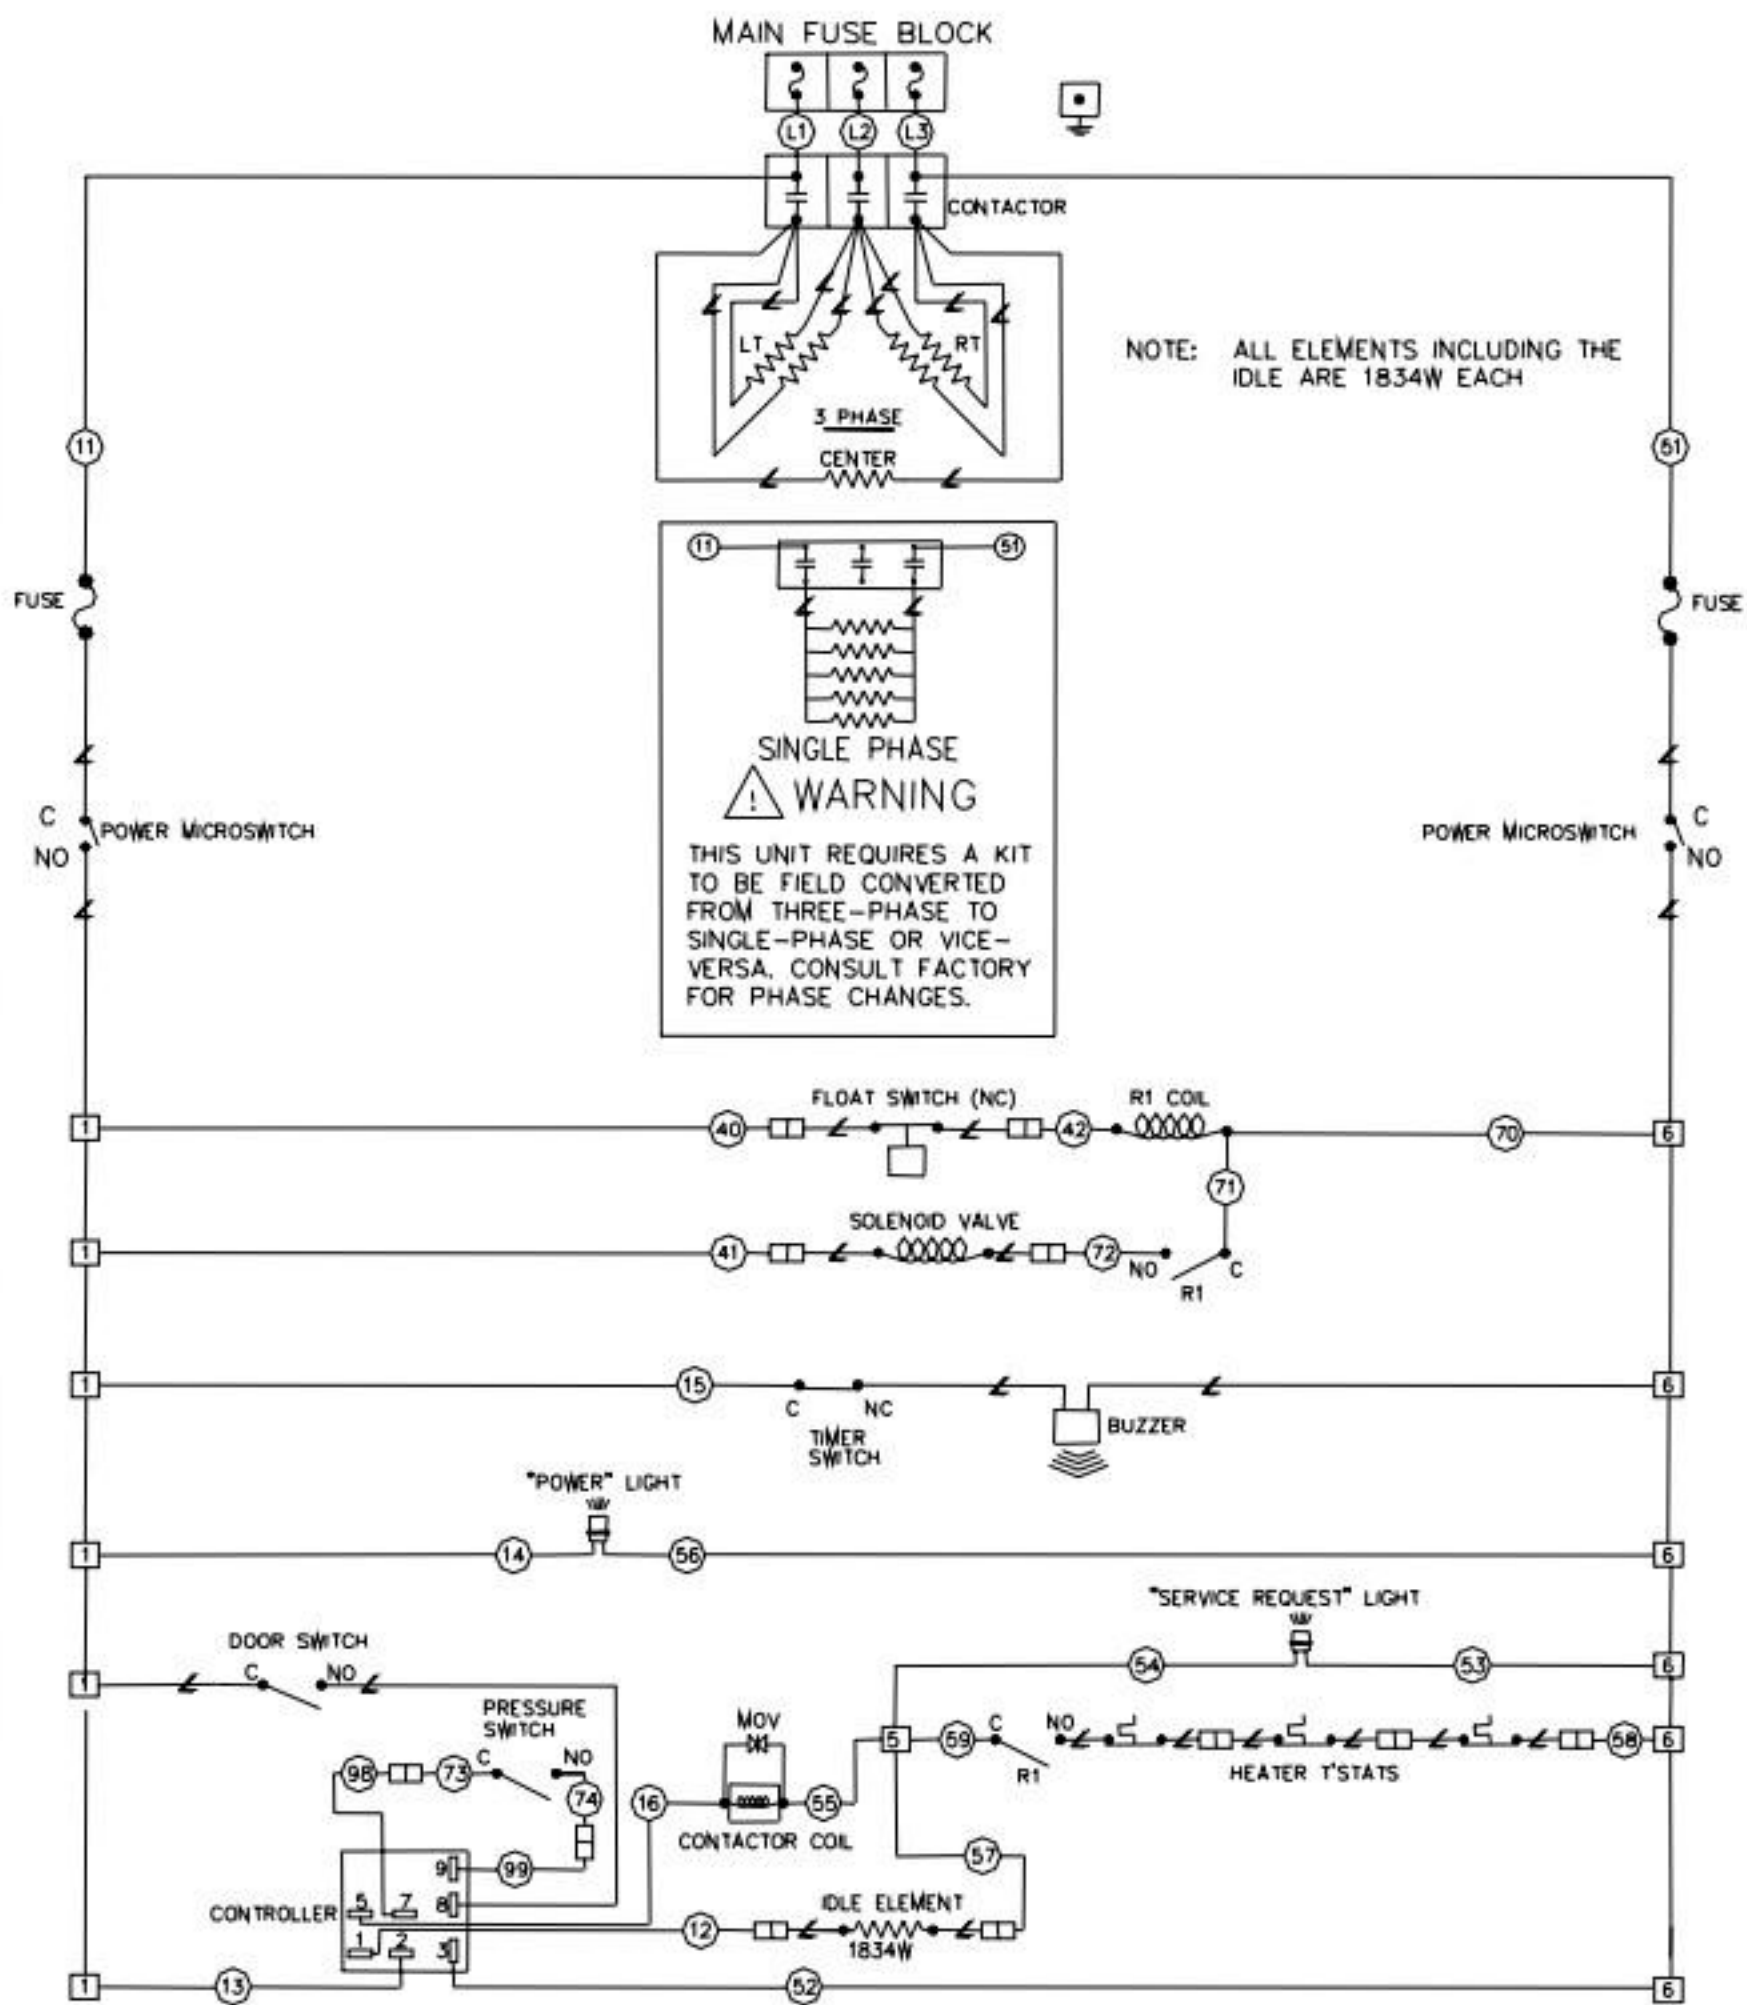 MAIN FUSE BLOCK
L1 L2 L3
CONTACTOR
LT RT
NOTE: ALL ELEMENTS INCLUDING THE
IDLE ARE 1834W EACH
3 PHASE
CENTER
11
51
11 51
FUSE
FUSE
SINGLE PHASE
! WARNING
C
POWER MICROSWITCH
NO
POWER MICROSWITCH
C
NO
THIS UNIT REQUIRES A KIT
TO BE FIELD CONVERTED
FROM THREE-PHASE TO
SINGLE-PHASE OR VICE-
VERSA. CONSULT FACTORY
FOR PHASE CHANGES.
FLOAT SWITCH (NC) R1 COIL
1 40 42 70 6
71
SOLENOID VALVE
1 41 72 NO C
R1
1 15 6
C NC
TIMER
SWITCH
BUZZER
"POWER" LIGHT
1 14 56 6
"SERVICE REQUEST" LIGHT
DOOR SWITCH
54 53 6
1 C NO
PRESSURE
SWITCH
MOV
5 59 C NO 58 6
R1
HEATER T'STATS
98 73 C NO
74
16 55
CONTACTOR COIL
57
9 99
CONTROLLER 5 7 8
IDLE ELEMENT
1 2 3 12
1834W
1 13 52 6